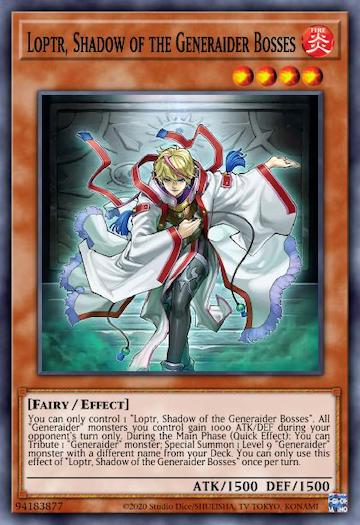 Loptr, Shadow of the Generaider Bosses
FIRE
炎
[Fairy / Effect]
You can only control 1 "Loptr, Shadow of the Generaider Bosses". All
"Generaider" monsters you control gain 1000 ATK/DEF during your
opponent's turn only. During the Main Phase (Quick Effect): You can
Tribute 1 "Generaider" monster; Special Summon 1 Level 9 "Generaider"
monster with a different name from your Deck. You can only use this
effect of "Loptr, Shadow of the Generaider Bosses" once per turn.
ATK/1500 DEF/1500
94183877
©2020 Studio Dice/SHUEISHA, TV TOKYO, KONAMI